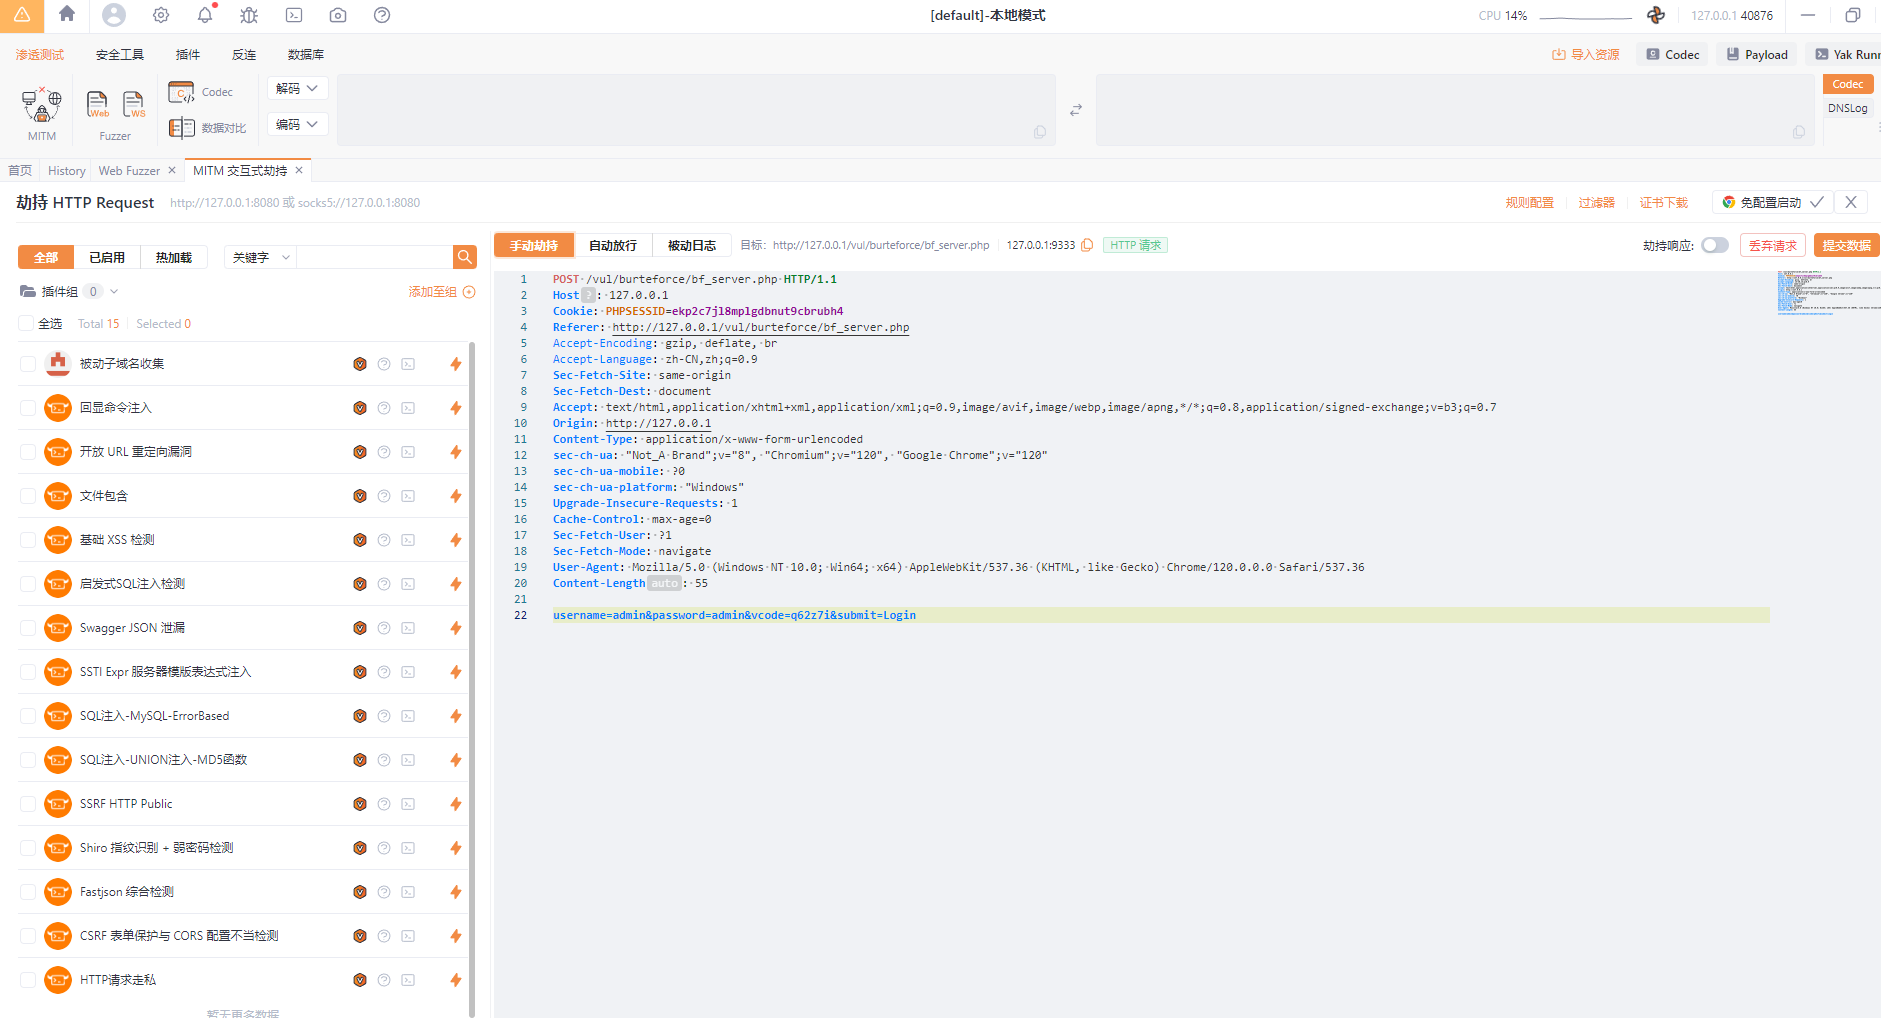 [default]-本地模式
CPU 14%
127.0.0.1 40876
渗透测试 安全工具 插件 反连 数据库
导入资源 Codec Payload Yak Runn
MITM
Web WS
Fuzzer
Codec
数据对比
解码
编码
Codec
DNSLog
首页 History Web Fuzzer MITM 交互式劫持
劫持 HTTP Request http://127.0.0.1:8080 或 socks5://127.0.0.1:8080
规则配置 过滤器 证书下载 免配置启动
全部 已启用 热加载 关键字
插件组 0 添加至组
全选 Total 15 Selected 0
被动子域名收集
回显命令注入
开放 URL 重定向漏洞
文件包含
基础 XSS 检测
启发式SQL注入检测
Swagger JSON 泄漏
SSTI Expr 服务器模版表达式注入
SQL注入-MySQL-ErrorBased
SQL注入-UNION注入-MD5函数
SSRF HTTP Public
Shiro 指纹识别 + 弱密码检测
Fastjson 综合检测
CSRF 表单保护与 CORS 配置不当检测
HTTP请求走私
暂无更多数据
手动劫持 自动放行 被动日志 目标: http://127.0.0.1/vul/burteforce/bf_server.php 127.0.0.1:9333 HTTP 请求
劫持响应: 丢弃请求 提交数据
1 POST /vul/burteforce/bf_server.php HTTP/1.1
2 Host ? : 127.0.0.1
3 Cookie: PHPSESSID=ekp2c7jl8mplgdbnut9cbrubh4
4 Referer: http://127.0.0.1/vul/burteforce/bf_server.php
5 Accept-Encoding: gzip, deflate, br
6 Accept-Language: zh-CN,zh;q=0.9
7 Sec-Fetch-Site: same-origin
8 Sec-Fetch-Dest: document
9 Accept: text/html,application/xhtml+xml,application/xml;q=0.9,image/avif,image/webp,image/apng,*/*;q=0.8,application/signed-exchange;v=b3;q=0.7
10 Origin: http://127.0.0.1
11 Content-Type: application/x-www-form-urlencoded
12 sec-ch-ua: "Not_A Brand";v="8", "Chromium";v="120", "Google Chrome";v="120"
13 sec-ch-ua-mobile: ?0
14 sec-ch-ua-platform: "Windows"
15 Upgrade-Insecure-Requests: 1
16 Cache-Control: max-age=0
17 Sec-Fetch-User: ?1
18 Sec-Fetch-Mode: navigate
19 User-Agent: Mozilla/5.0 (Windows NT 10.0; Win64; x64) AppleWebKit/537.36 (KHTML, like Gecko) Chrome/120.0.0.0 Safari/537.36
20 Content-Length auto : 55
21
22 username=admin&password=admin&vcode=q62z7i&submit=Login